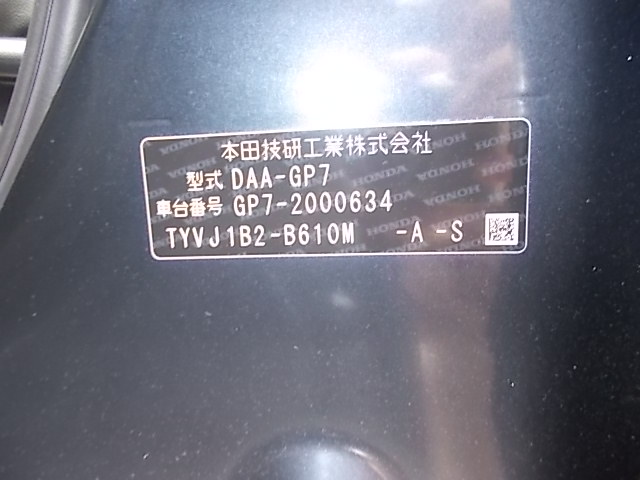 本田技研工業株式会社
型式 DAA-GP7
車台番号 GP7-2000634
TYVJ1B2-B610M -A -S